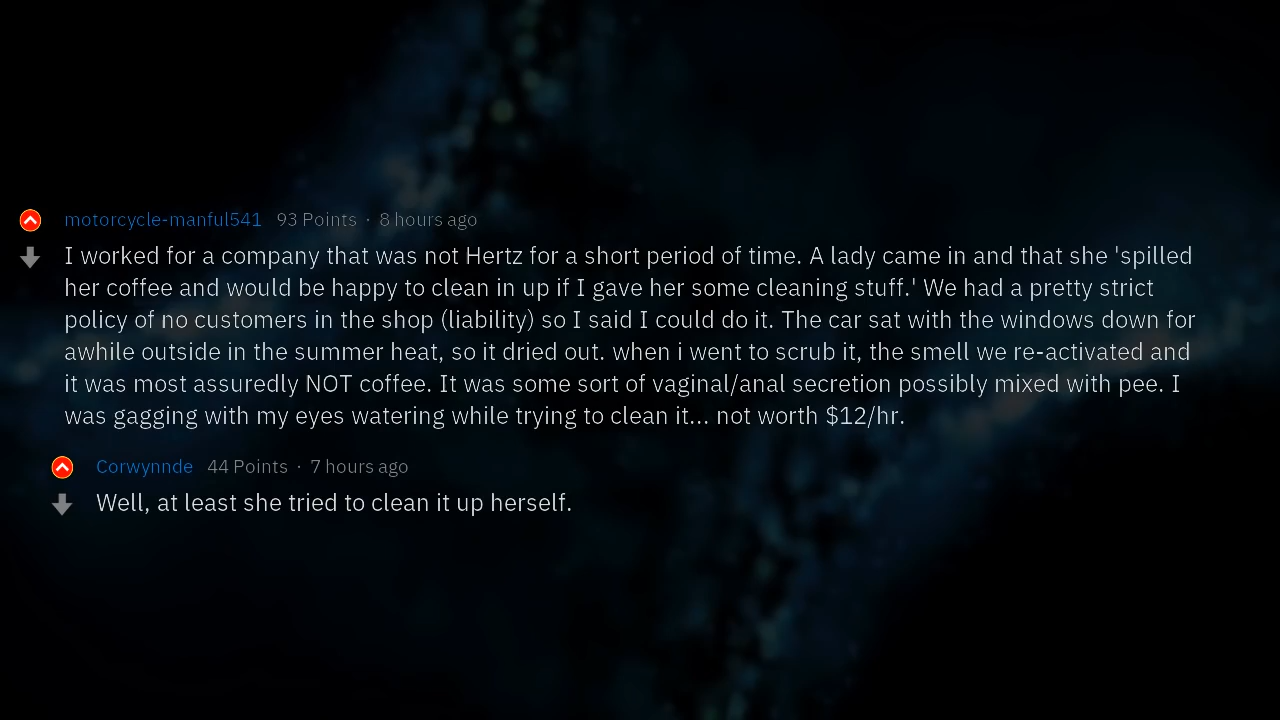 motorcycle-manful541 93 Points · 8 hours ago
I worked for a company that was not Hertz for a short period of time. A lady came in and that she 'spilled
her coffee and would be happy to clean in up if I gave her some cleaning stuff.' We had a pretty strict
policy of no customers in the shop (liability) so I said I could do it. The car sat with the windows down for
awhile outside in the summer heat, so it dried out. when i went to scrub it, the smell we re-activated and
it was most assuredly NOT coffee. It was some sort of vaginal/anal secretion possibly mixed with pee. I
was gagging with my eyes watering while trying to clean it... not worth $12/hr.
Corwynnde 44 Points · 7 hours ago
Well, at least she tried to clean it up herself.